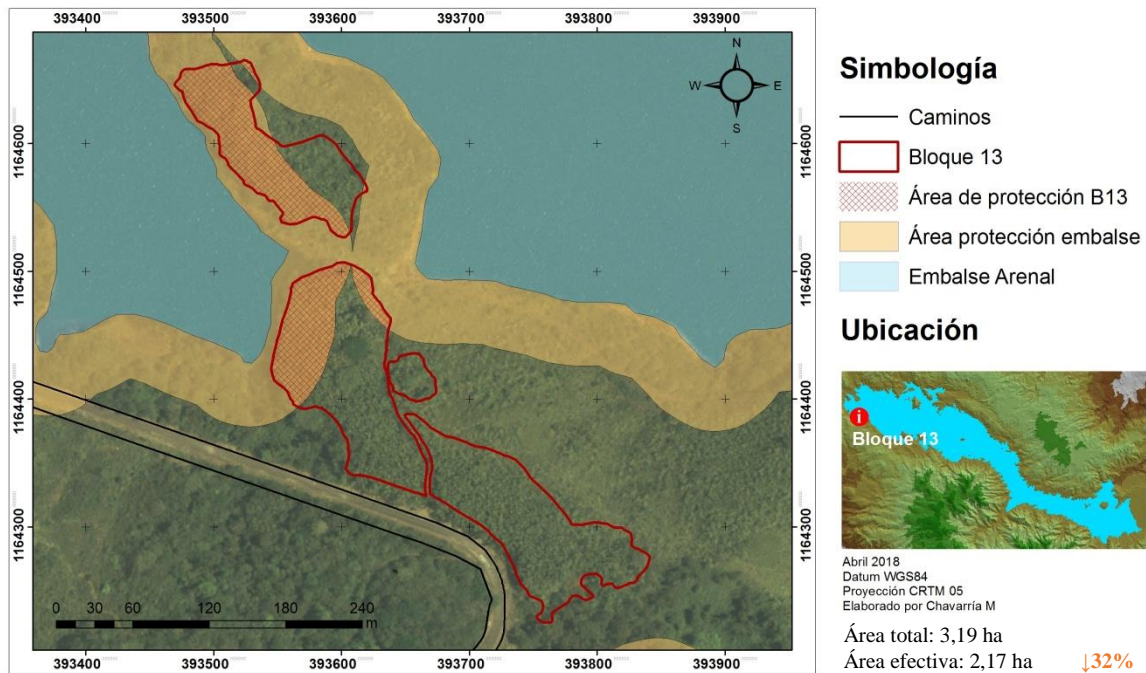 393400 393500 393600 393700 393800 393900
N
W E
S
1164600
1164500
1164400
1164300
0 30 60 120 180 240
m
393400 393500 393600 393700 393800 393900
Simbología
Caminos
Bloque 13
Área de protección B13
Área protección embalse
Embalse Arenal
Ubicación
i
Bloque 13
Abril 2018
Datum WGS84
Proyección CRTM 05
Elaborado por Chavarría M
Área total: 3,19 ha
Área efectiva: 2,17 ha ↓32%